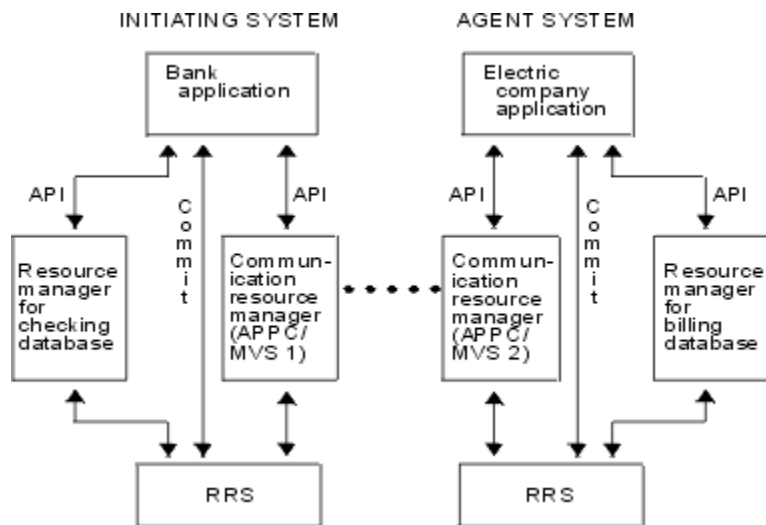 INITIATING SYSTEM
AGENT SYSTEM
Bank
application
Electric
company
application
API
API
API
API
Commit
Commit
Resource
manager
for
checking
database
Commun-
ication
resource
manager
(APPC/
MVS 1)
Commun-
ication
resource
manager
(APPC/
MVS 2)
Resource
manager
for
billing
database
RRS
RRS